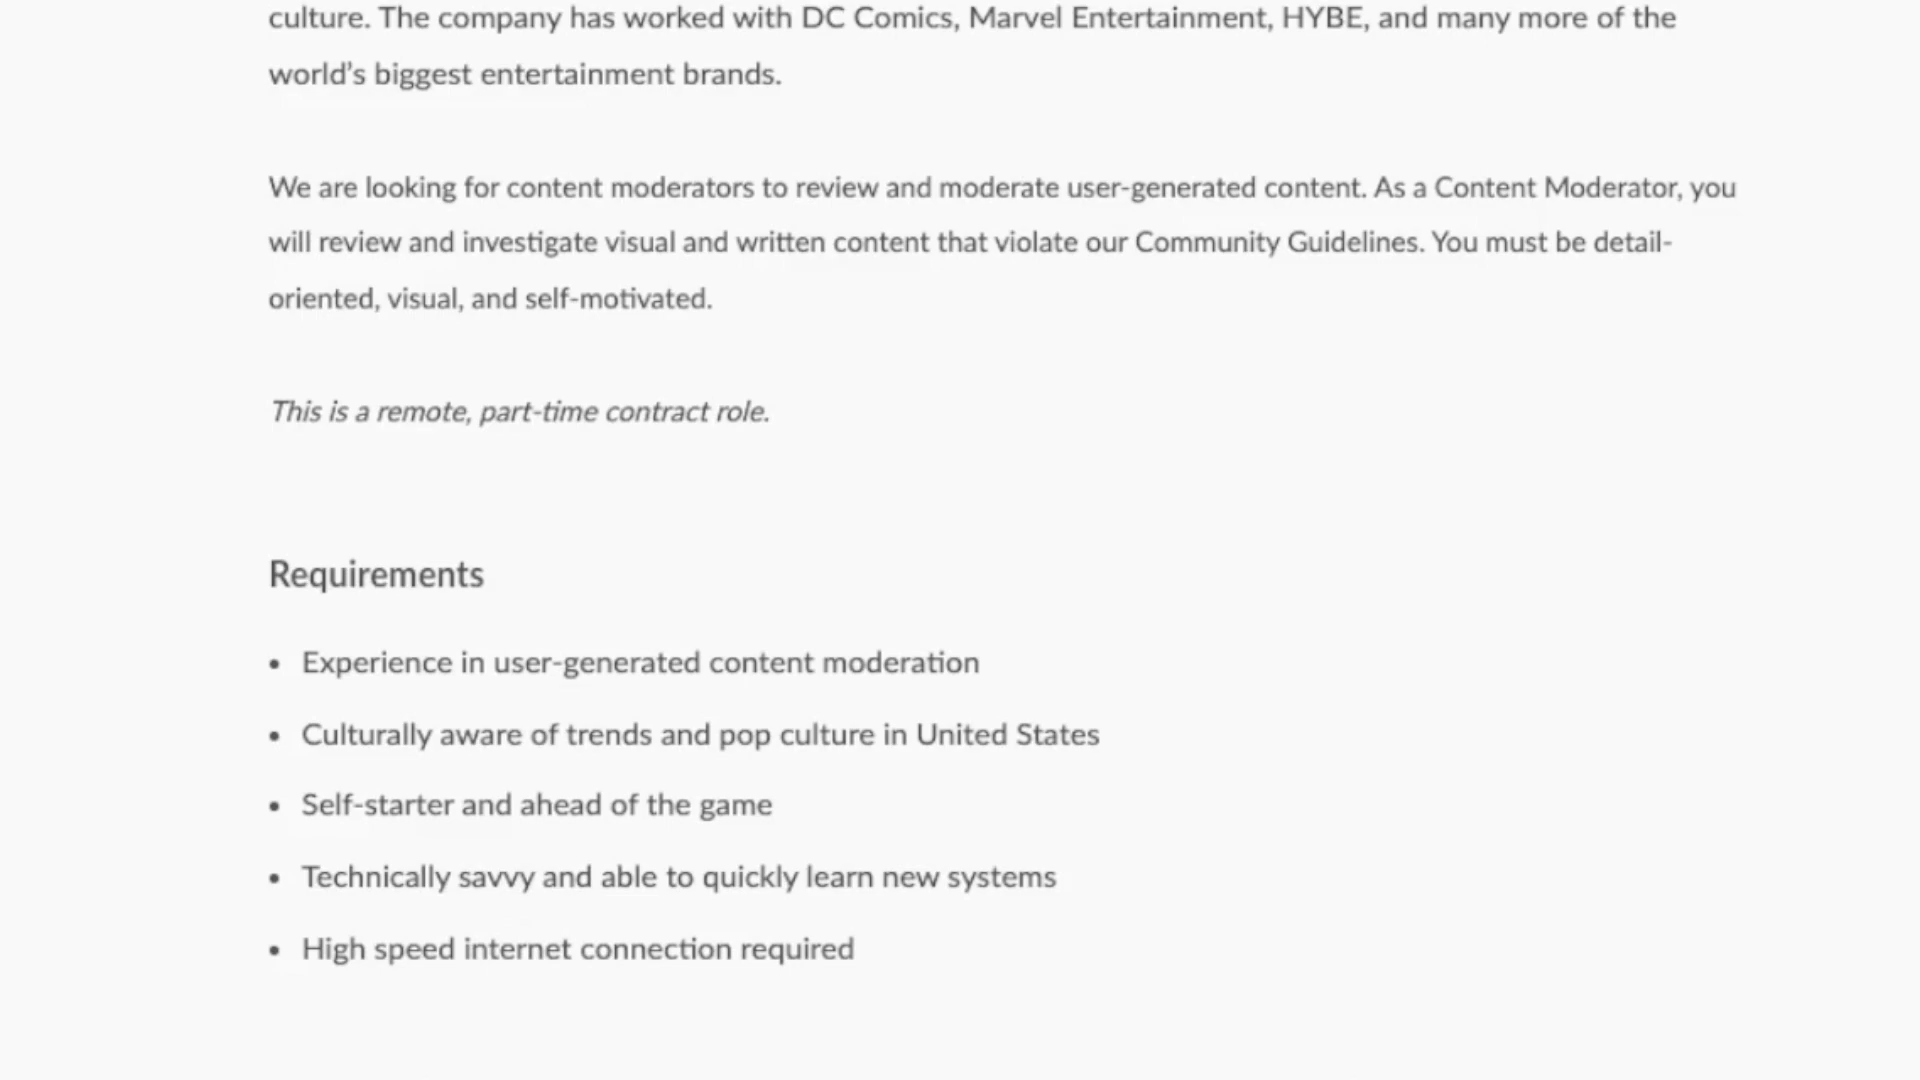 culture. The company has worked with DC Comics, Marvel Entertainment, HYBE, and many more of the
world’s biggest entertainment brands.
We are looking for content moderators to review and moderate user-generated content. As a Content Moderator, you
will review and investigate visual and written content that violate our Community Guidelines. You must be detail-
oriented, visual, and self-motivated.
This is a remote, part-time contract role.
Requirements
• Experience in user-generated content moderation
• Culturally aware of trends and pop culture in United States
• Self-starter and ahead of the game
• Technically savvy and able to quickly learn new systems
• High speed internet connection required